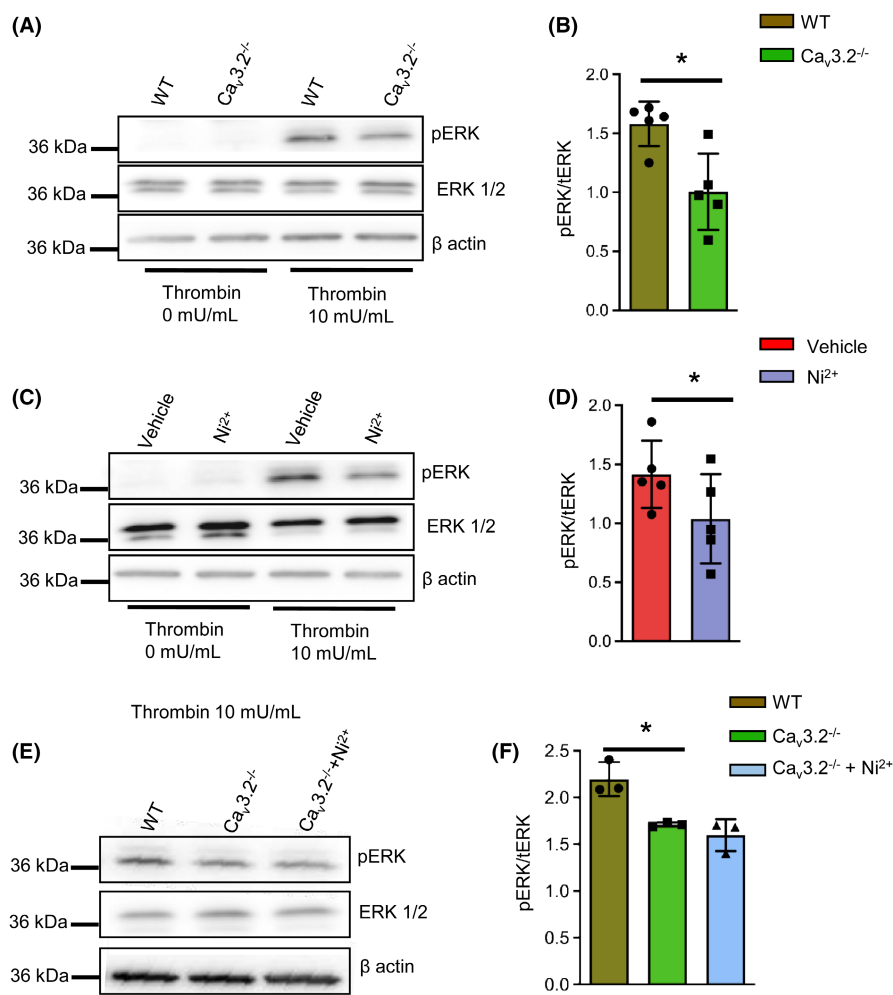 (A)
WT
Cav3.2-/-
WT
Cav3.2-/-
36 kDa
pERK
36 kDa
ERK 1/2
36 kDa
β actin
Thrombin
0 mU/mL
Thrombin
10 mU/mL
(B)
WT
Cav3.2-/-
*
pERK/tERK
2.0
1.5
1.0
0.5
0.0
(C)
Vehicle
Ni2+
Vehicle
Ni2+
36 kDa
pERK
36 kDa
ERK 1/2
36 kDa
β actin
Thrombin
0 mU/mL
Thrombin
10 mU/mL
(D)
Vehicle
Ni2+
*
pERK/tERK
2.0
1.5
1.0
0.5
0.0
Thrombin 10 mU/mL
(E)
WT
Cav3.2-/-
Cav3.2-/-+Ni2+
36 kDa
pERK
36 kDa
ERK 1/2
36 kDa
β actin
(F)
WT
Cav3.2-/-
Cav3.2-/- + Ni2+
*
pERK/tERK
2.5
2.0
1.5
1.0
0.5
0.0